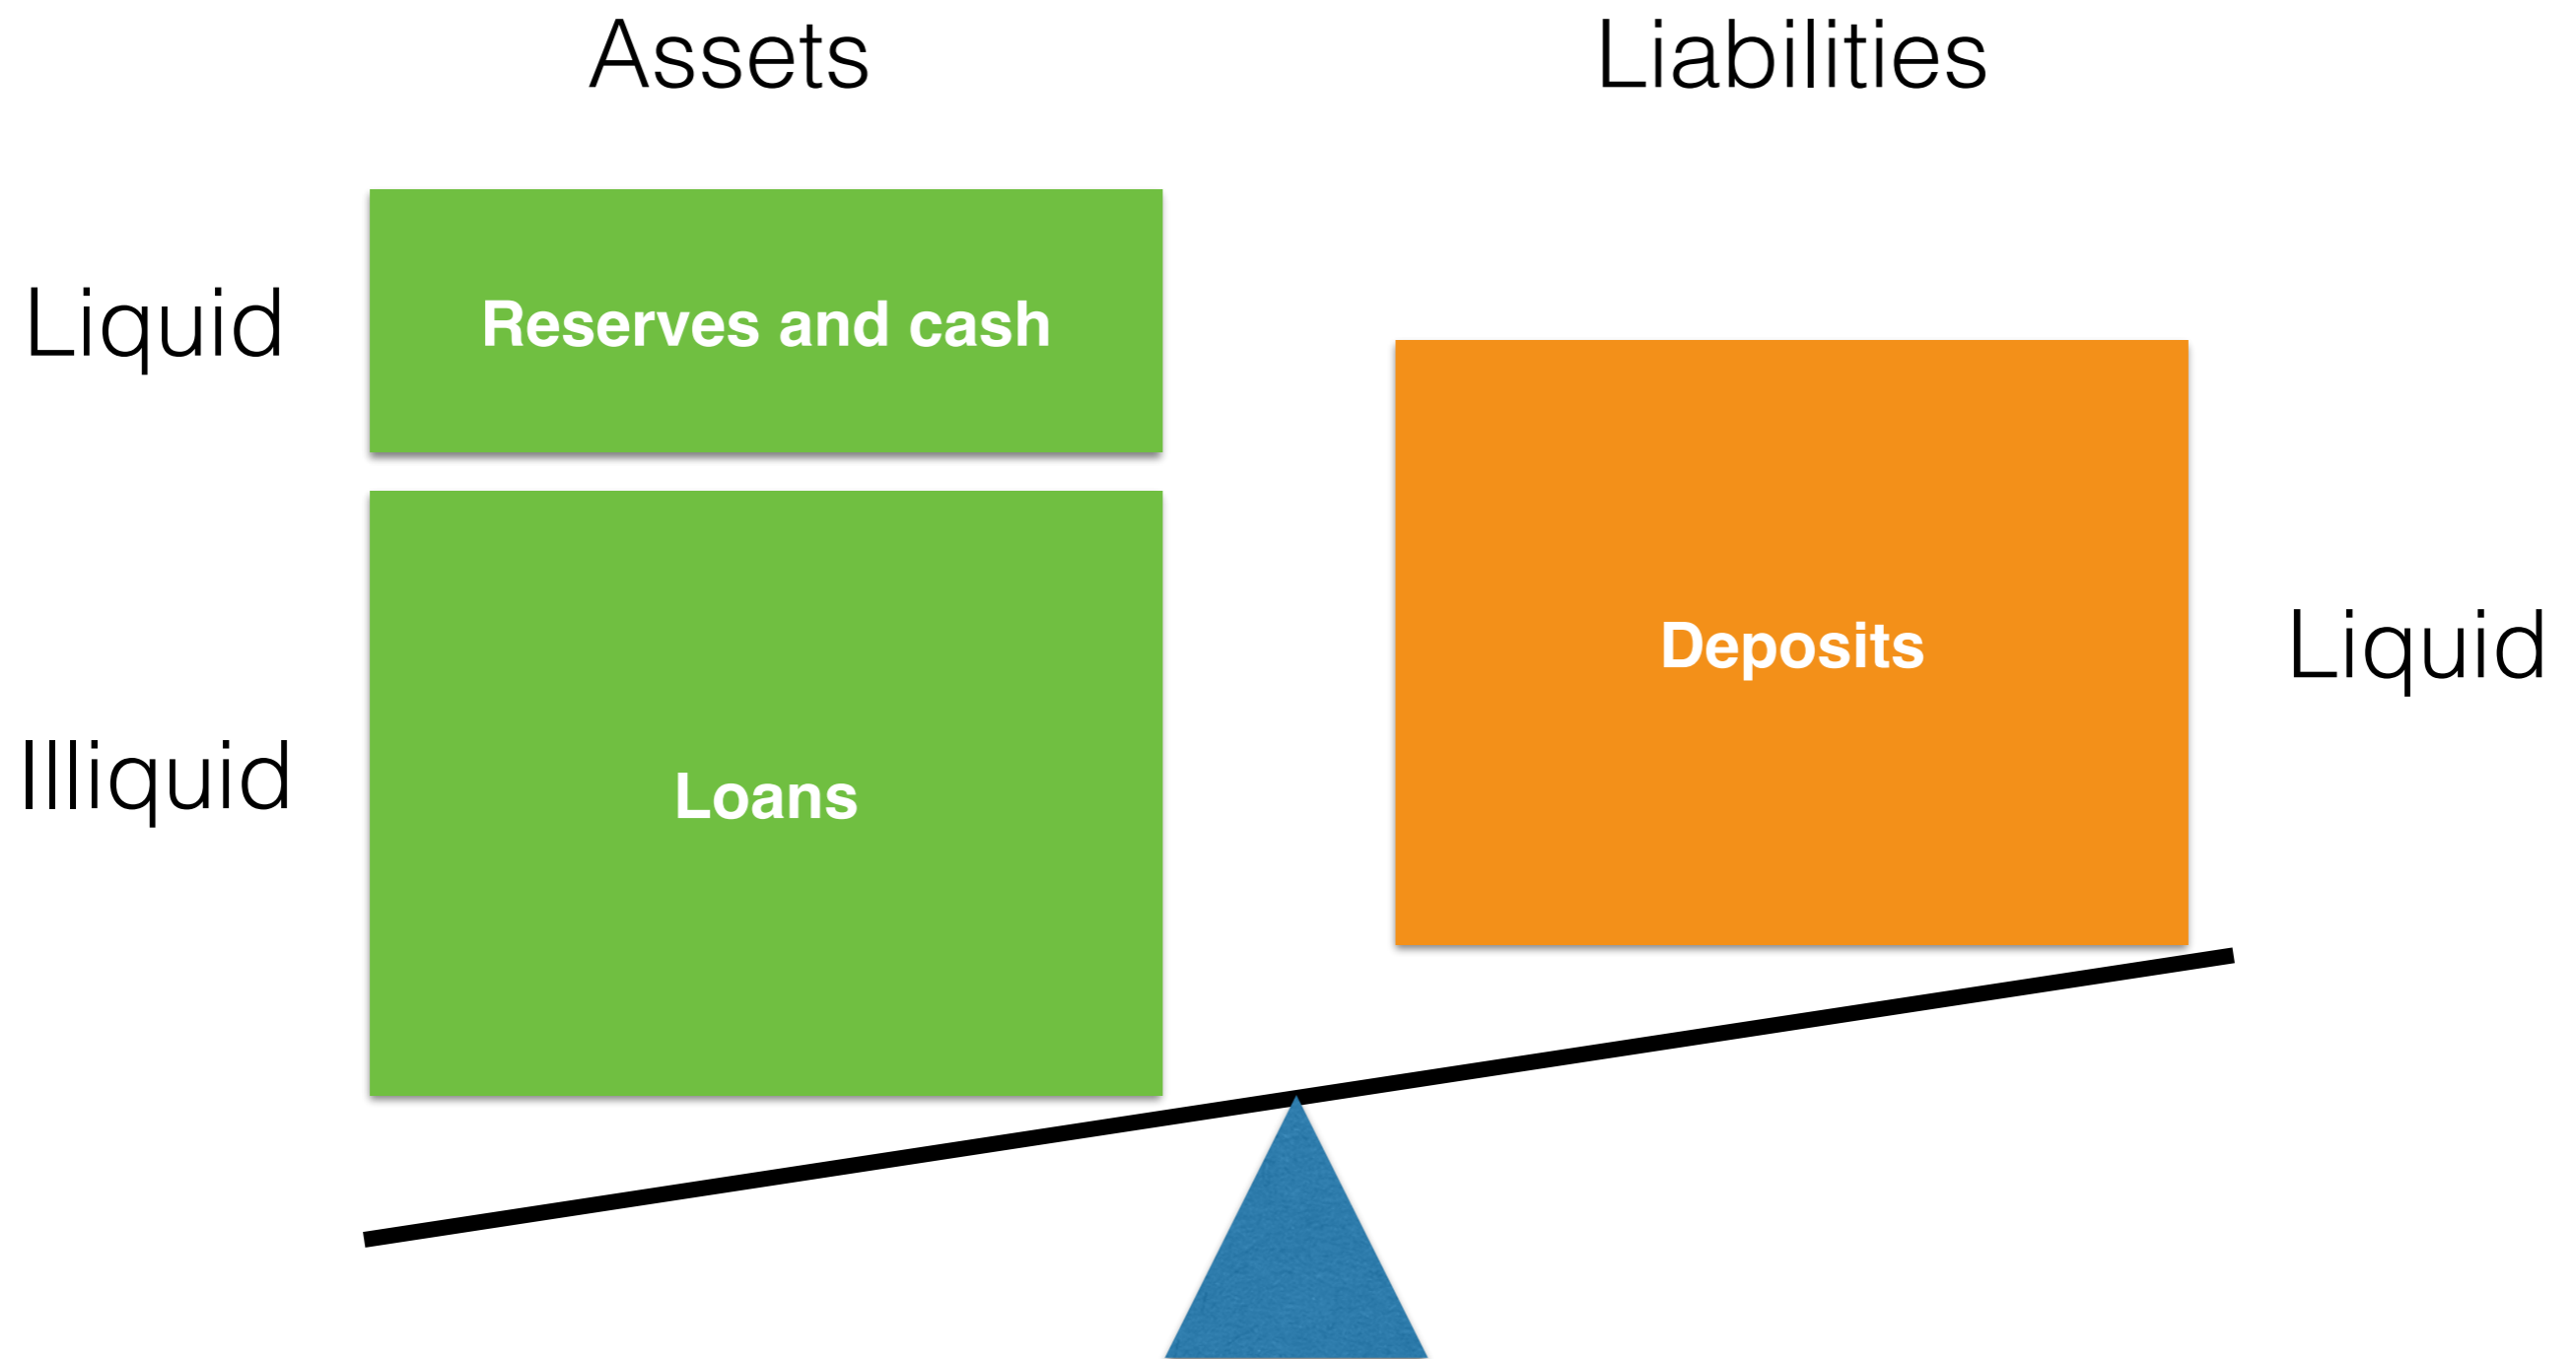 Assets
Liabilities
Liquid
Reserves and cash
Illiquid
Loans
Deposits
Liquid